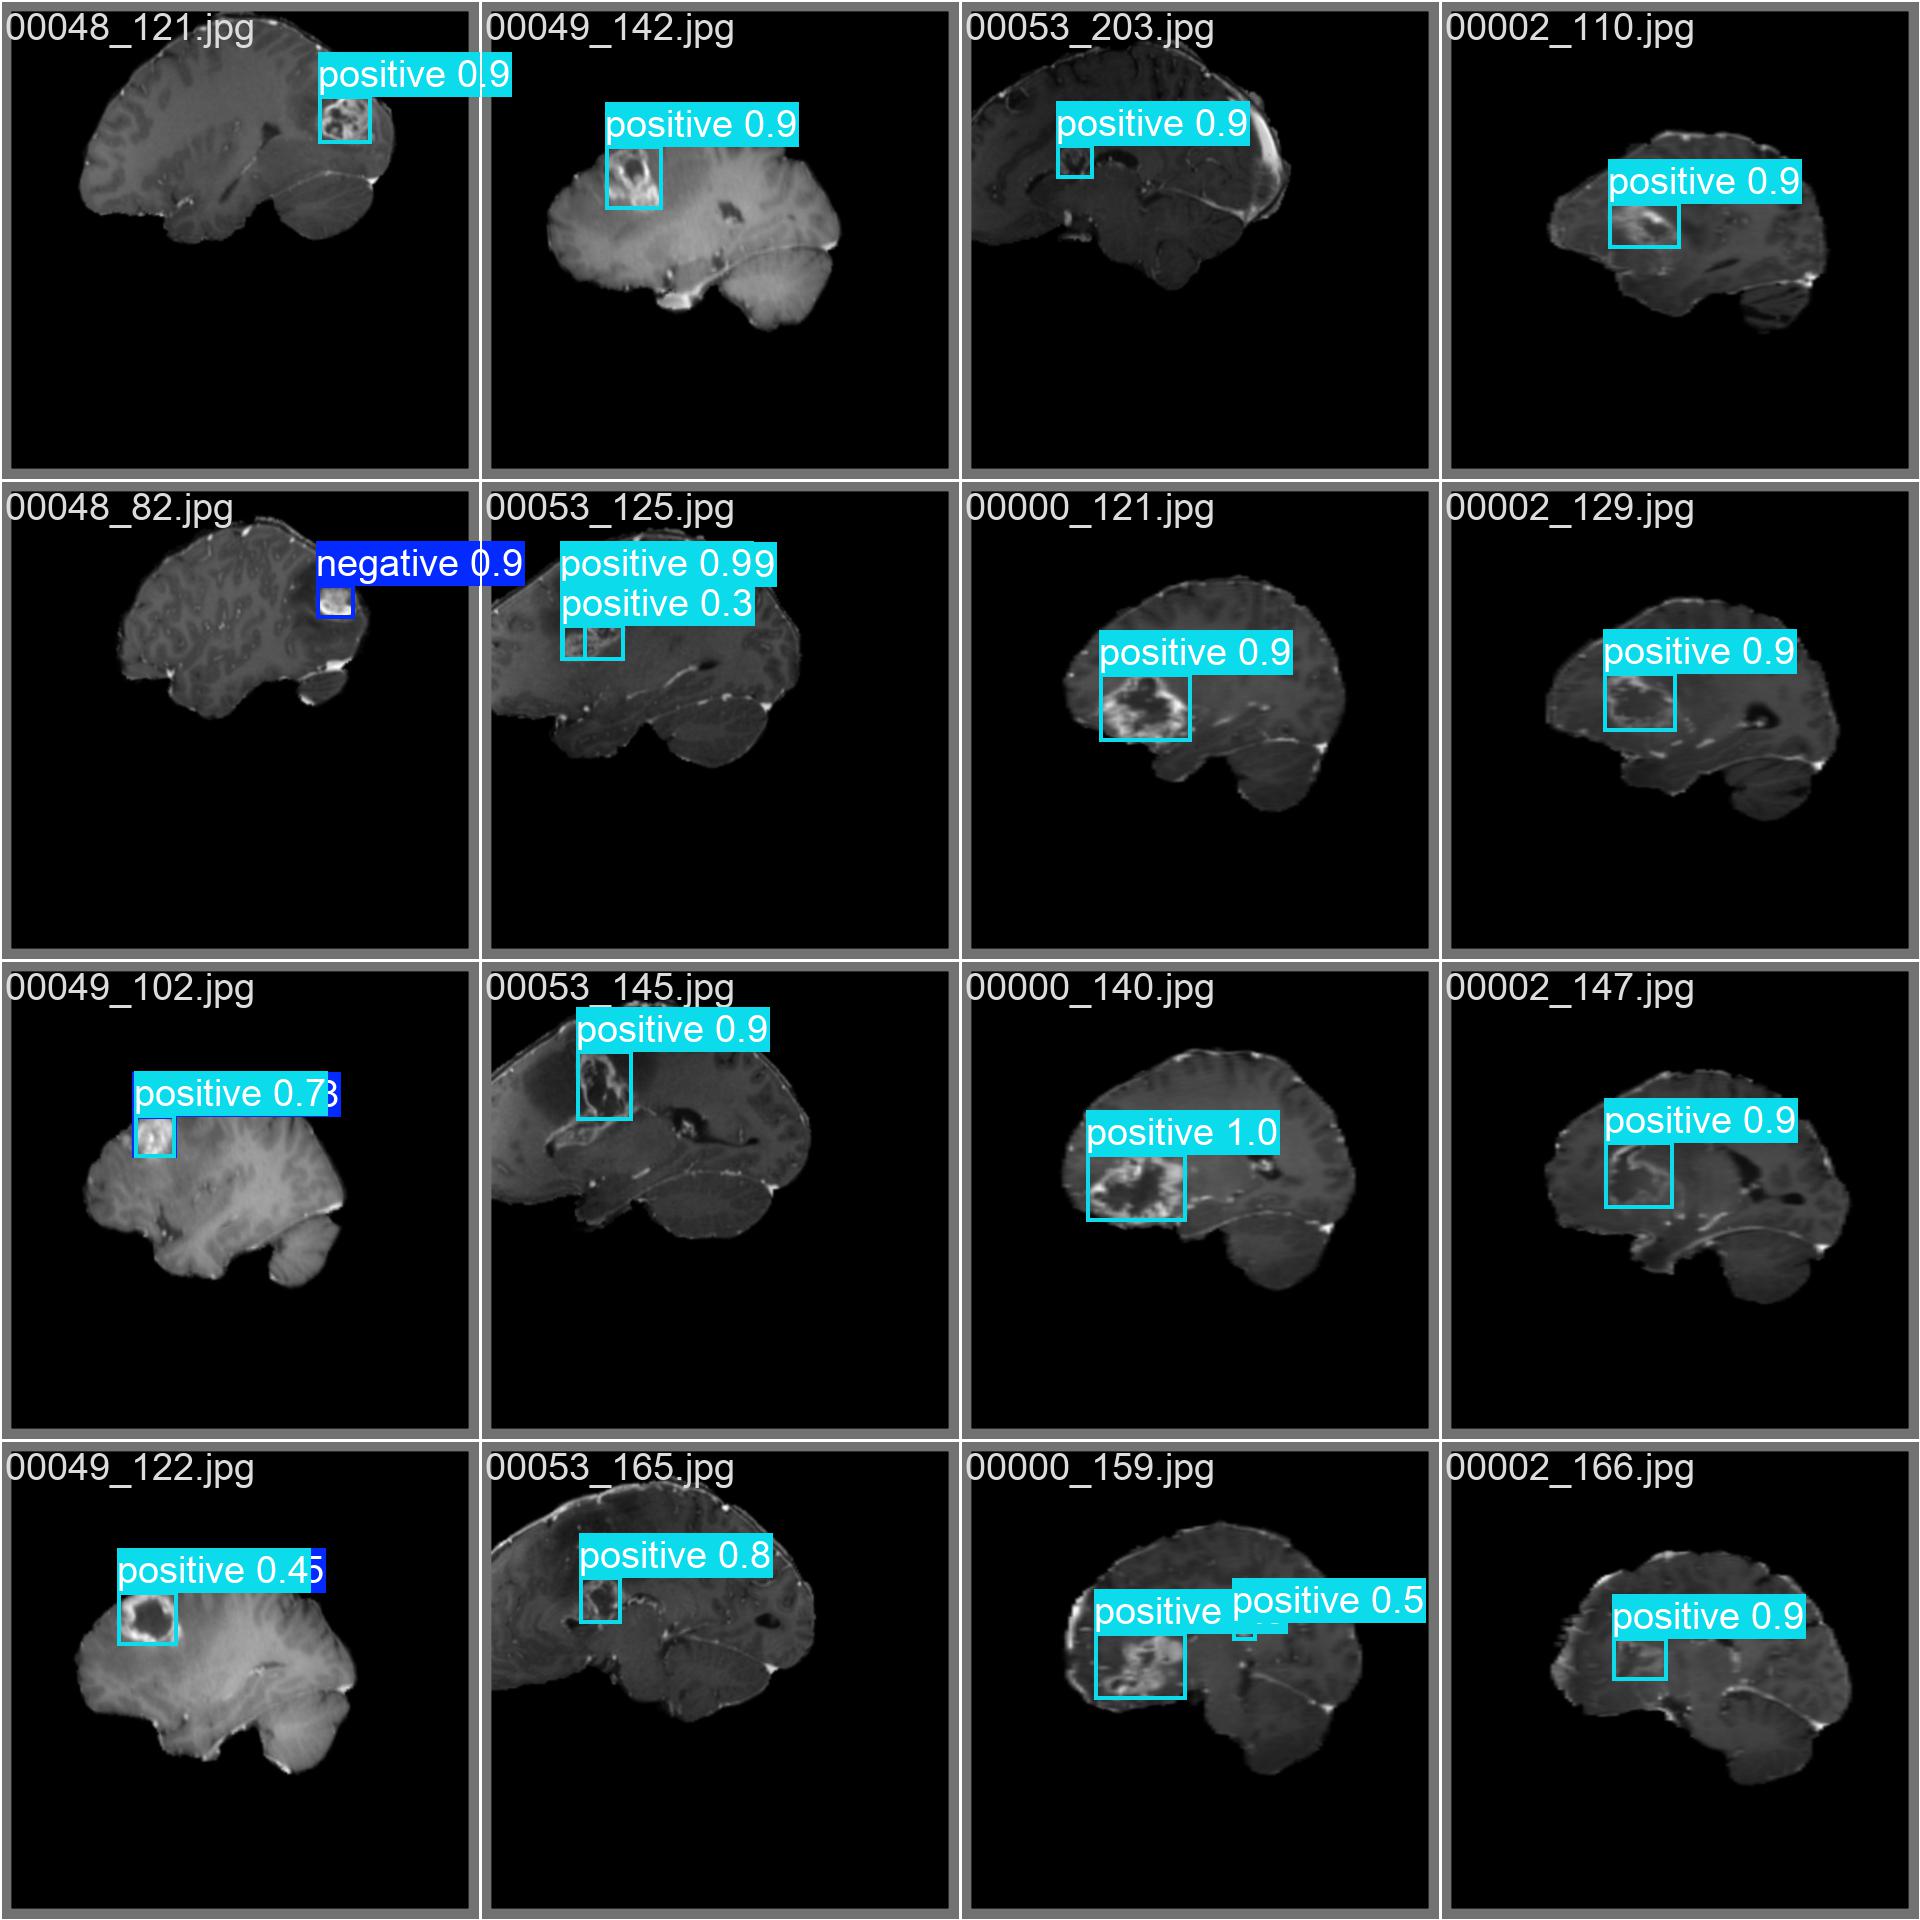 00048_121.jpg
positive 0.9
00049_142.jpg
positive 0.9
00053_203.jpg
positive 0.9
00002_110.jpg
positive 0.9
00048_82.jpg
negative 0.9
00053_125.jpg
positive 0.99
positive 0.3
00000_121.jpg
positive 0.9
00002_129.jpg
positive 0.9
00049_102.jpg
positive 0.7
00053_145.jpg
positive 0.9
00000_140.jpg
positive 1.0
00002_147.jpg
positive 0.9
00049_122.jpg
positive 0.4
00053_165.jpg
positive 0.8
00000_159.jpg
positive
positive 0.5
00002_166.jpg
positive 0.9